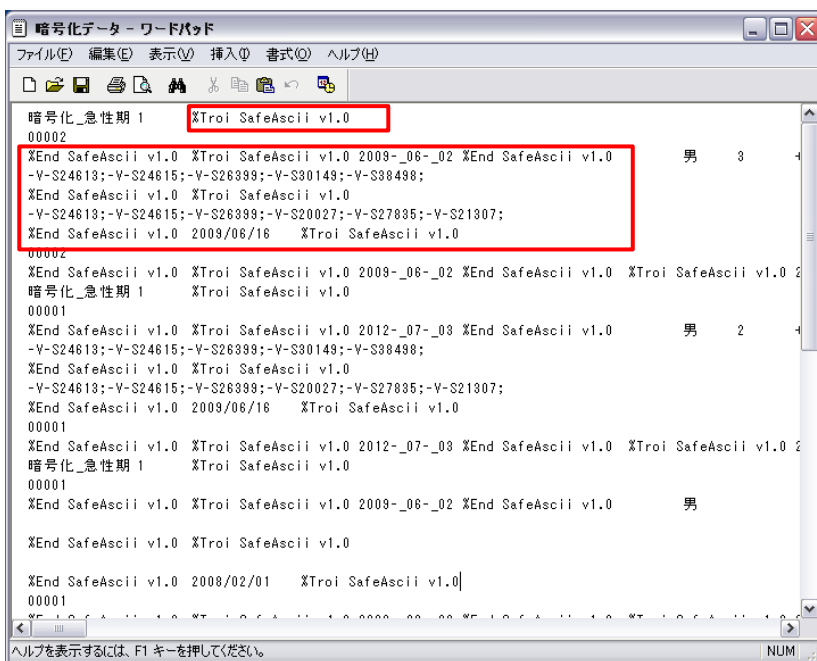 暗号化データ - ワードパッド
ファイル(F) 編集(E) 表示(V) 挿入(I) 書式(O) ヘルプ(H)
暗号化_急性期 1 %Troi SafeAscii v1.0
00002
%End SafeAscii v1.0 %Troi SafeAscii v1.0 2009-_06-_02 %End SafeAscii v1.0 男 3
-V-S24613;-V-S24615;-V-S26399;-V-S30149;-V-S38498;
%End SafeAscii v1.0 %Troi SafeAscii v1.0
-V-S24613;-V-S24615;-V-S26399;-V-S20027;-V-S27835;-V-S21307;
%End SafeAscii v1.0 2009/06/16 %Troi SafeAscii v1.0
00002
%End SafeAscii v1.0 %Troi SafeAscii v1.0 2009-_06-_02 %End SafeAscii v1.0 %Troi SafeAscii v1.0 2
暗号化_急性期 1 %Troi SafeAscii v1.0
00001
%End SafeAscii v1.0 %Troi SafeAscii v1.0 2012-_07-_03 %End SafeAscii v1.0 男 2
-V-S24613;-V-S24615;-V-S26399;-V-S30149;-V-S38498;
%End SafeAscii v1.0 %Troi SafeAscii v1.0
-V-S24613;-V-S24615;-V-S26399;-V-S20027;-V-S27835;-V-S21307;
%End SafeAscii v1.0 2009/06/16 %Troi SafeAscii v1.0
00001
%End SafeAscii v1.0 %Troi SafeAscii v1.0 2012-_07-_03 %End SafeAscii v1.0 %Troi SafeAscii v1.0 2
暗号化_急性期 1 %Troi SafeAscii v1.0
00001
%End SafeAscii v1.0 %Troi SafeAscii v1.0 2009-_06-_02 %End SafeAscii v1.0 男
%End SafeAscii v1.0 %Troi SafeAscii v1.0
%End SafeAscii v1.0 2008/02/01 %Troi SafeAscii v1.0
00001
ヘルプを表示するには、F1 キーを押してください。 NUM